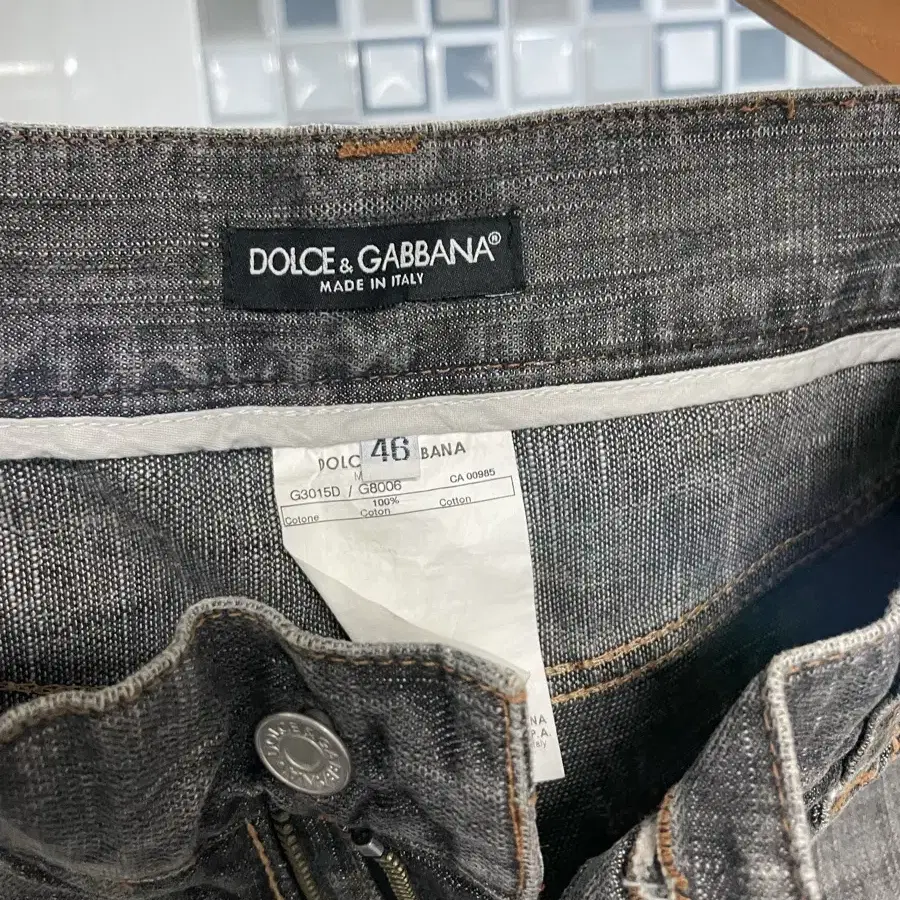 DOLCE & GABBANA®
MADE IN ITALY
46
DOLC BANA
G3015D / G8006 CA 00985
100%
Cotone Coton Cotton
NA
P.A.
Italy